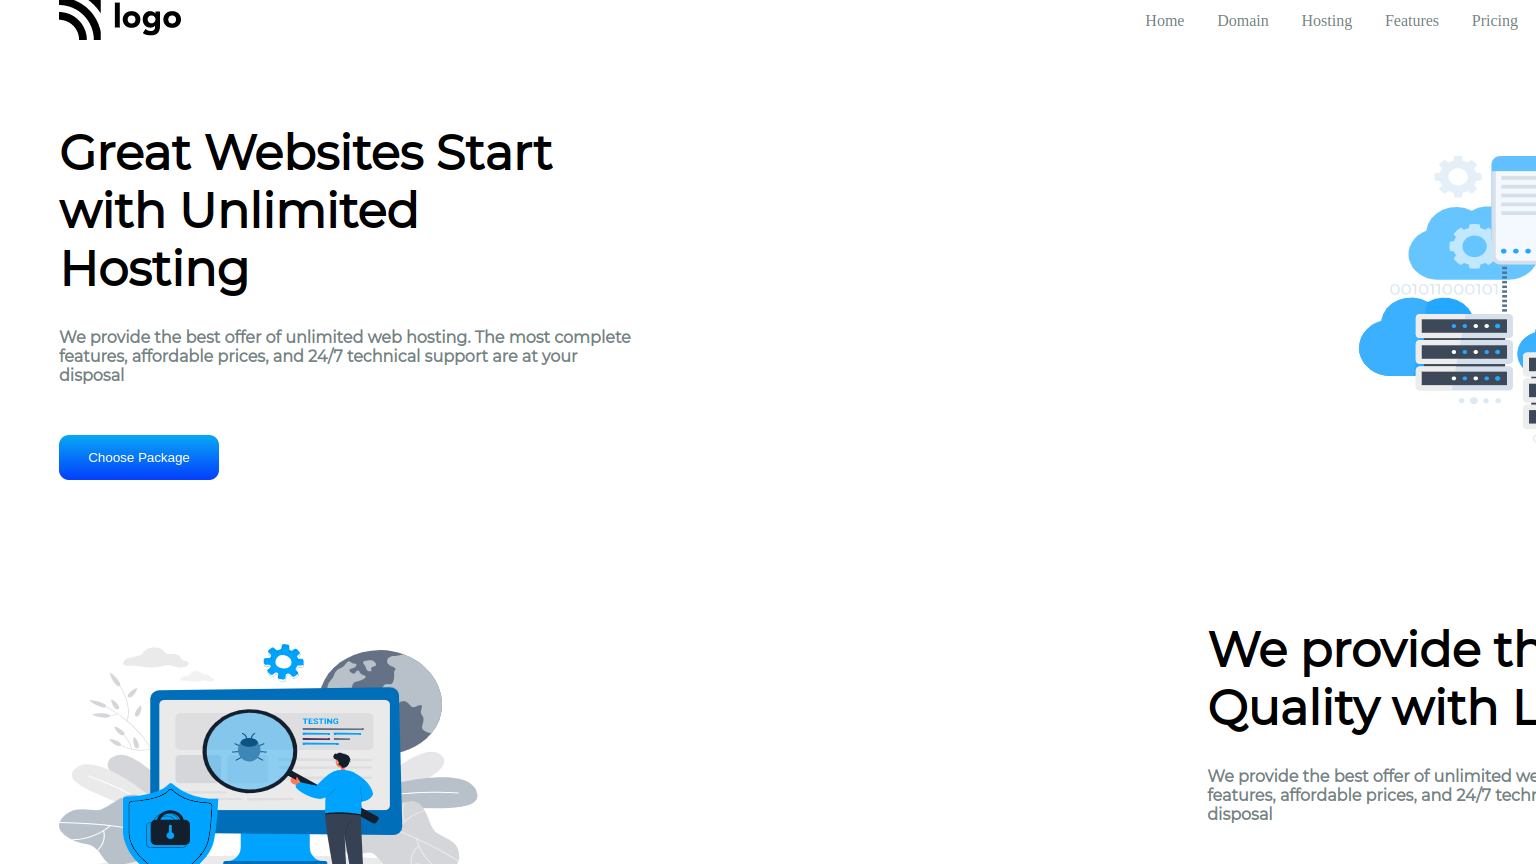 logo
Home Domain Hosting Features Pricing
Great Websites Start
with Unlimited
Hosting
We provide the best offer of unlimited web hosting. The most complete
features, affordable prices, and 24/7 technical support are at your
disposal
Choose Package
001011000101
TESTING
We provide th
Quality with L
We provide the best offer of unlimited we
features, affordable prices, and 24/7 techn
disposal